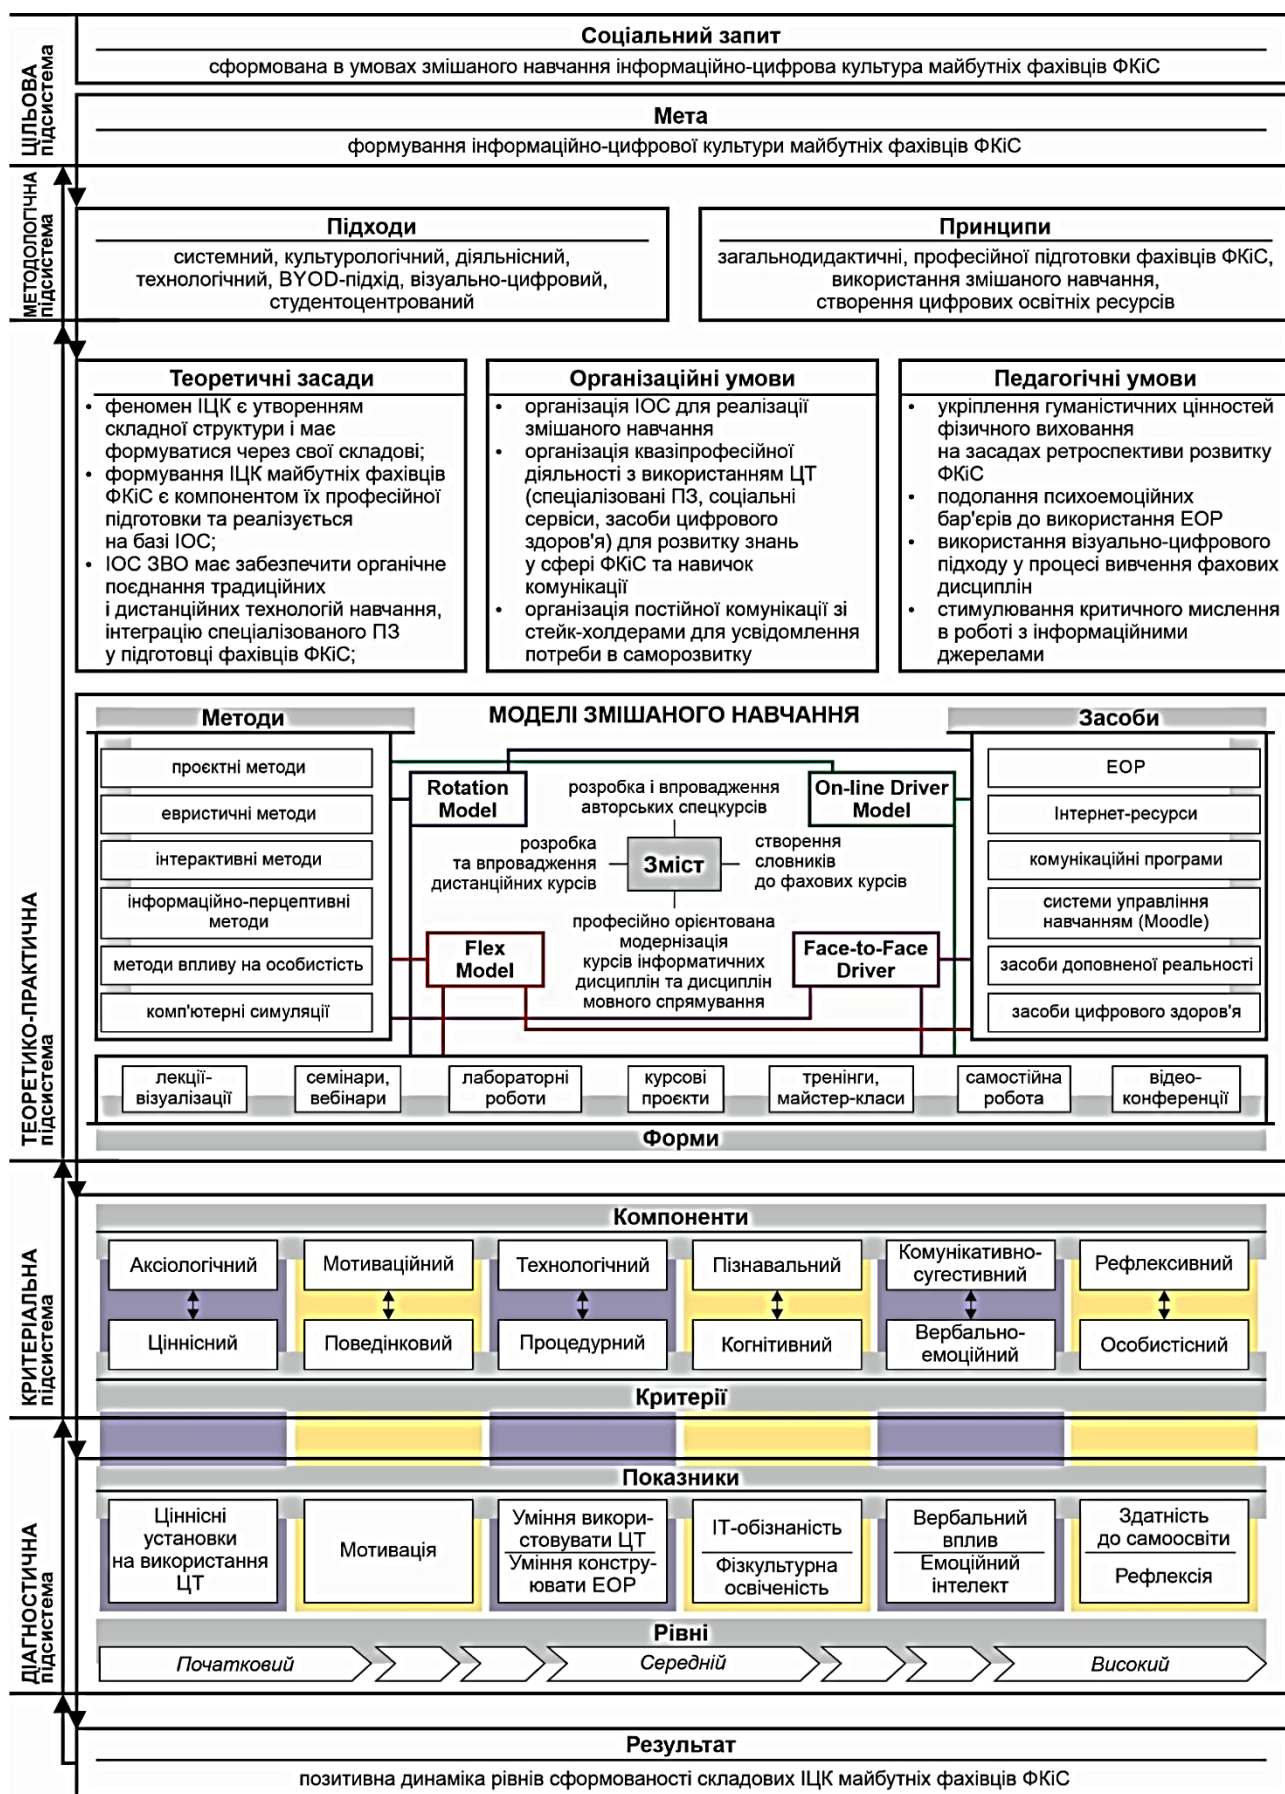 ЦІЛЬОВА
підсистема
Соціальний запит
сформована в умовах змішаного навчання інформаційно-цифрова культура майбутніх фахівців ФКіС
Мета
формування інформаційно-цифрової культури майбутніх фахівців ФКіС
МЕТОДОЛОГІЧНА
підсистема
Підходи
системний, культурологічний, діяльнісний,
технологічний, BYOD-підхід, візуально-цифровий,
студентоцентрований
Принципи
загальнодидактичні, професійної підготовки фахівців ФКіС,
використання змішаного навчання,
створення цифрових освітніх ресурсів
ТЕОРЕТИКО-ПРАКТИЧНА
підсистема
Теоретичні засади
• феномен ІЦК є утворенням
складної структури і має
формуватися через свої складові;
• формування ІЦК майбутніх фахівців
ФКіС є компонентом їх професійної
підготовки та реалізується
на базі ІОС;
• ІОС ЗВО має забезпечити органічне
поєднання традиційних
і дистанційних технологій навчання,
інтеграцію спеціалізованого ПЗ
у підготовці фахівців ФКіС;
Організаційні умови
• організація ІОС для реалізації
змішаного навчання
• організація квазіпрофесійної
діяльності з використанням ЦТ
(спеціалізовані ПЗ, соціальні
сервіси, засоби цифрового
здоров'я) для розвитку знань
у сфері ФКіС та навичок
комунікації
• організація постійної комунікації зі
стейк-холдерами для усвідомлення
потреби в саморозвитку
Педагогічні умови
• укріплення гуманістичних цінностей
фізичного виховання
на засадах ретроспективи розвитку
ФКіС
• подолання психоемоційних
бар'єрів до використання ЕОР
• використання візуально-цифрового
підходу у процесі вивчення фахових
дисциплін
• стимулювання критичного мислення
в роботі з інформаційними
джерелами
МОДЕЛІ ЗМІШАНОГО НАВЧАННЯ
Методи
проєктні методи
евристичні методи
інтерактивні методи
інформаційно-перцептивні
методи
методи впливу на особистість
комп'ютерні симуляції
Rotation
Model
розробка і впровадження
авторських спецкурсів
On-line Driver
Model
розробка
та впровадження
дистанційних курсів
Зміст
створення
словників
до фахових курсів
Flex
Model
професійно орієнтована
модернізація
курсів інформатичних
дисциплін та дисциплін
мовного спрямування
Face-to-Face
Driver
Засоби
ЕОР
Інтернет-ресурси
комунікаційні програми
системи управління
навчанням (Moodle)
засоби доповненої реальності
засоби цифрового здоров'я
лекції-
візуалізації
семінари,
вебінари
лабораторні
роботи
курсові
проєкти
тренінги,
майстер-класи
самостійна
робота
відео-
конференції
Форми
КРИТЕРІАЛЬНА
підсистема
Компоненти
Аксіологічний
Мотиваційний
Технологічний
Пізнавальний
Комунікативно-
сугестивний
Рефлексивний
Ціннісний
Поведінковий
Процедурний
Когнітивний
Вербально-
емоційний
Особистісний
Критерії
ДІАГНОСТИЧНА
підсистема
Показники
Ціннісні
установки
на використання
ЦТ
Мотивація
Уміння викори-
стовувати ЦТ
Уміння констру-
ювати ЕОР
ІТ-обізнаність
Фізкультурна
освіченість
Вербальний
вплив
Емоційний
інтелект
Здатність
до самоосвіти
Рефлексія
Рівні
Початковий
Середній
Високий
Результат
позитивна динаміка рівнів сформованості складових ІЦК майбутніх фахівців ФКіС